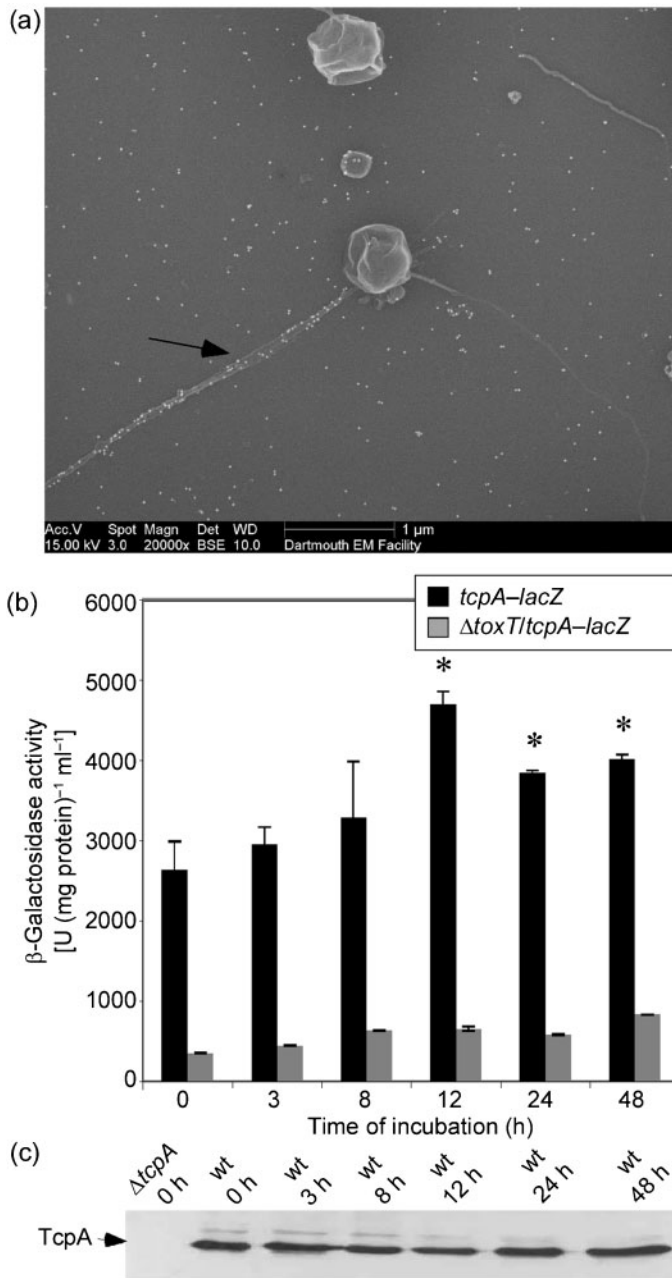 (a)
Acc.V Spot Magn Det WD 1 μm
15.00 kV 3.0 20000x BSE 10.0 Dartmouth EM Facility
(b)
6000
5000
4000
3000
2000
1000
0
β-Galactosidase activity
[U (mg protein)⁻¹ ml⁻¹]
tcpA–lacZ
ΔtoxT/tcpA–lacZ
* * *
0 3 8 12 24 48
Time of incubation (h)
(c)
ΔtcpA
0 h
wt
0 h
wt
3 h
wt
8 h
wt
12 h
wt
24 h
wt
48 h
TcpA